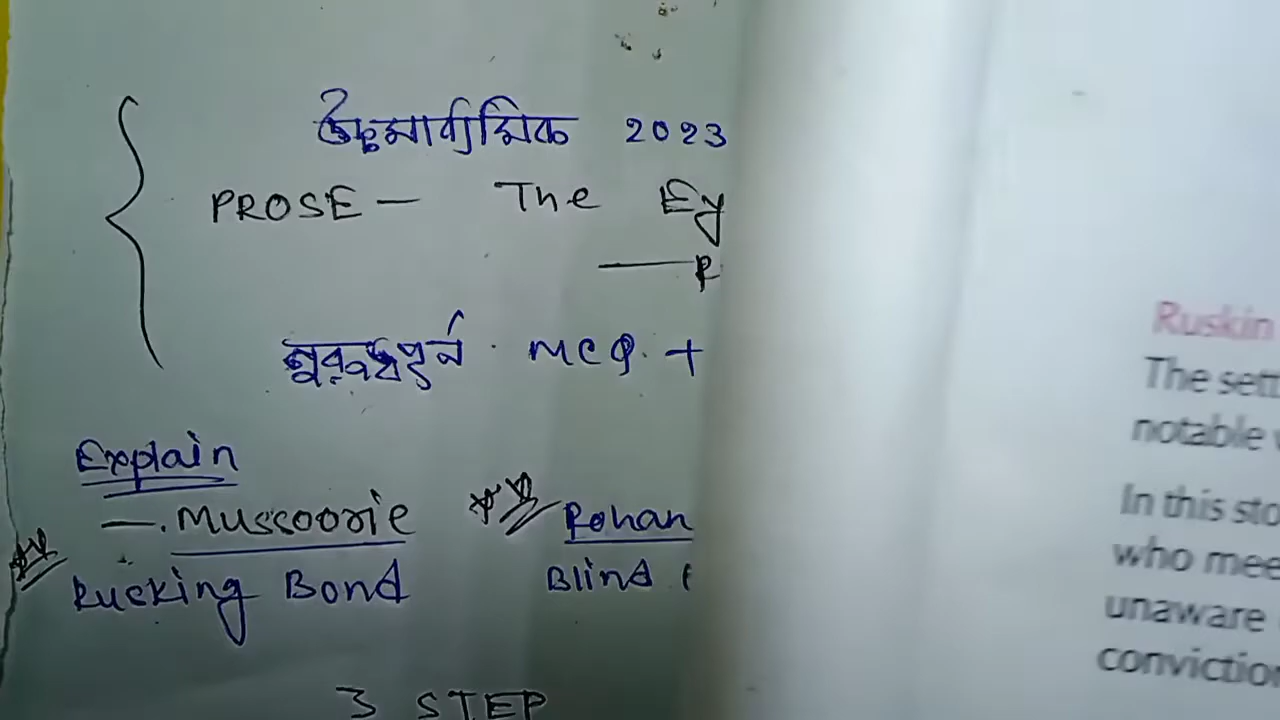 উচ্চমাধ্যমিক 2023
PROSE — The Ey
— R
গুরুত্বপূর্ন . MCQ. +
Explain
— . Mussoorie
Rohan
Rucking Bond
Blind (
3 STEP
Ruskin
The sett
notable
In this sto
who mee
unaware
conviction